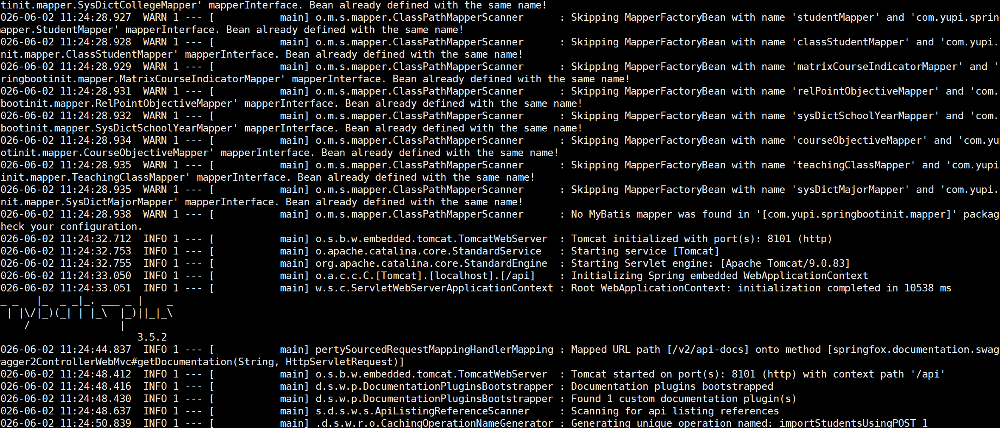 tinit.mapper.SysDictCollegeMapper' mapperInterface. Bean already defined with the same name!
026-06-02 11:24:28.927  WARN 1 --- [           main] o.m.s.mapper.ClassPathMapperScanner      : Skipping MapperFactoryBean with name 'studentMapper' and 'com.yupi.sprin
apper.StudentMapper' mapperInterface. Bean already defined with the same name!
026-06-02 11:24:28.928  WARN 1 --- [           main] o.m.s.mapper.ClassPathMapperScanner      : Skipping MapperFactoryBean with name 'classStudentMapper' and 'com.yupi.
nit.mapper.ClassStudentMapper' mapperInterface. Bean already defined with the same name!
026-06-02 11:24:28.929  WARN 1 --- [           main] o.m.s.mapper.ClassPathMapperScanner      : Skipping MapperFactoryBean with name 'matrixCourseIndicatorMapper' and '
ringbootinit.mapper.MatrixCourseIndicatorMapper' mapperInterface. Bean already defined with the same name!
026-06-02 11:24:28.931  WARN 1 --- [           main] o.m.s.mapper.ClassPathMapperScanner      : Skipping MapperFactoryBean with name 'relPointObjectiveMapper' and 'com.
bootinit.mapper.RelPointObjectiveMapper' mapperInterface. Bean already defined with the same name!
026-06-02 11:24:28.932  WARN 1 --- [           main] o.m.s.mapper.ClassPathMapperScanner      : Skipping MapperFactoryBean with name 'sysDictSchoolYearMapper' and 'com.
bootinit.mapper.SysDictSchoolYearMapper' mapperInterface. Bean already defined with the same name!
026-06-02 11:24:28.934  WARN 1 --- [           main] o.m.s.mapper.ClassPathMapperScanner      : Skipping MapperFactoryBean with name 'courseObjectiveMapper' and 'com.yup
otinit.mapper.CourseObjectiveMapper' mapperInterface. Bean already defined with the same name!
026-06-02 11:24:28.935  WARN 1 --- [           main] o.m.s.mapper.ClassPathMapperScanner      : Skipping MapperFactoryBean with name 'teachingClassMapper' and 'com.yupi
init.mapper.TeachingClassMapper' mapperInterface. Bean already defined with the same name!
026-06-02 11:24:28.935  WARN 1 --- [           main] o.m.s.mapper.ClassPathMapperScanner      : Skipping MapperFactoryBean with name 'sysDictMajorMapper' and 'com.yupi.
nit.mapper.SysDictMajorMapper' mapperInterface. Bean already defined with the same name!
026-06-02 11:24:28.938  WARN 1 --- [           main] o.m.s.mapper.ClassPathMapperScanner      : No MyBatis mapper was found in '[com.yupi.springbootinit.mapper]' packag
heck your configuration.
026-06-02 11:24:32.712  INFO 1 --- [           main] o.s.b.w.embedded.tomcat.TomcatWebServer  : Tomcat initialized with port(s): 8101 (http)
026-06-02 11:24:32.753  INFO 1 --- [           main] o.apache.catalina.core.StandardService   : Starting service [Tomcat]
026-06-02 11:24:32.755  INFO 1 --- [           main] org.apache.catalina.core.StandardEngine  : Starting Servlet engine: [Apache Tomcat/9.0.83]
026-06-02 11:24:33.050  INFO 1 --- [           main] o.a.c.c.C.[Tomcat].[localhost].[/api]    : Initializing Spring embedded WebApplicationContext
026-06-02 11:24:33.051  INFO 1 --- [           main] w.s.c.ServletWebServerApplicationContext : Root WebApplicationContext: initialization completed in 10538 ms
_ _   |_  _ _|_. ___ _ |    _
 | |\/|_)(_| | |_\  |_)||_|_\
    /               |
                       3.5.2
026-06-02 11:24:44.837  INFO 1 --- [           main] pertySourcedRequestMappingHandlerMapping : Mapped URL path [/v2/api-docs] onto method [springfox.documentation.swag
wagger2ControllerWebMvc#getDocumentation(String, HttpServletRequest)]
026-06-02 11:24:48.412  INFO 1 --- [           main] o.s.b.w.embedded.tomcat.TomcatWebServer  : Tomcat started on port(s): 8101 (http) with context path '/api'
026-06-02 11:24:48.416  INFO 1 --- [           main] d.s.w.p.DocumentationPluginsBootstrapper : Documentation plugins bootstrapped
026-06-02 11:24:48.430  INFO 1 --- [           main] d.s.w.p.DocumentationPluginsBootstrapper : Found 1 custom documentation plugin(s)
026-06-02 11:24:48.637  INFO 1 --- [           main] s.d.s.w.s.ApiListingReferenceScanner     : Scanning for api listing references
026-06-02 11:24:50.839  INFO 1 --- [           main] .d.s.w.r.o.CachingOperationNameGenerator : Generating unique operation named: importStudentsUsingPOST_1